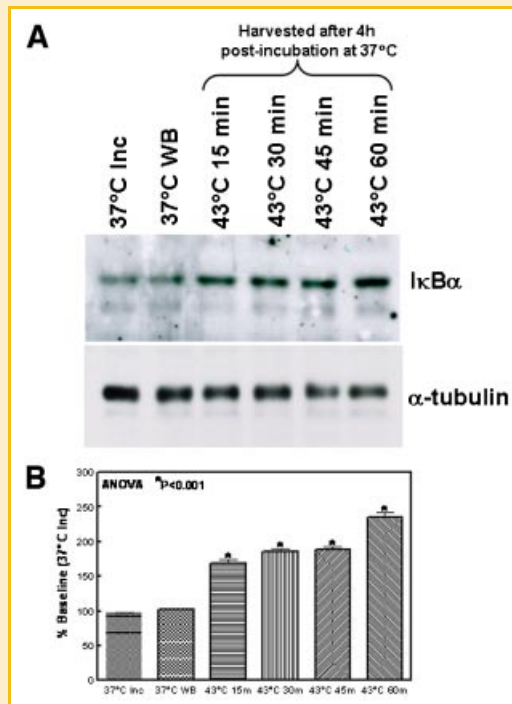 A
Harvested after 4h
post-incubation at 37°C
37°C Inc
37°C WB
43°C 15 min
43°C 30 min
43°C 45 min
43°C 60 min
IκBα
α-tubulin
B
ANOVA *P<0.001
% Baseline (37°C Inc)
300
250
200
150
100
50
0
* * * *
37°C Inc 37°C WB 43°C 15m 43°C 30m 43°C 45m 43°C 60m